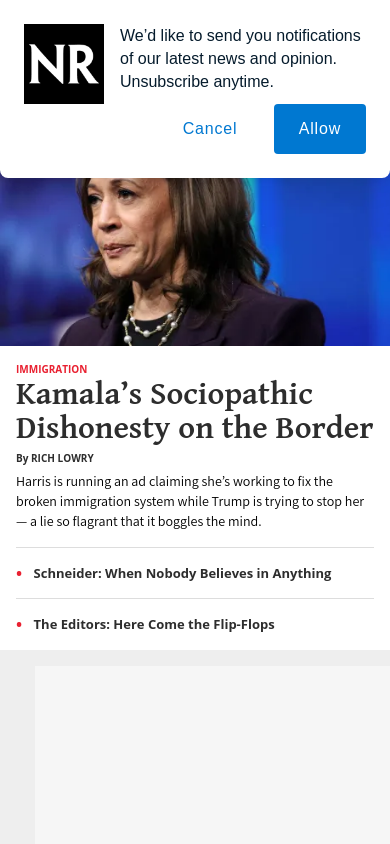 NR
We’d like to send you notifications
of our latest news and opinion.
Unsubscribe anytime.
Cancel
Allow
IMMIGRATION
Kamala’s Sociopathic
Dishonesty on the Border
By RICH LOWRY
Harris is running an ad claiming she’s working to fix the
broken immigration system while Trump is trying to stop her
— a lie so flagrant that it boggles the mind.
• Schneider: When Nobody Believes in Anything
• The Editors: Here Come the Flip-Flops